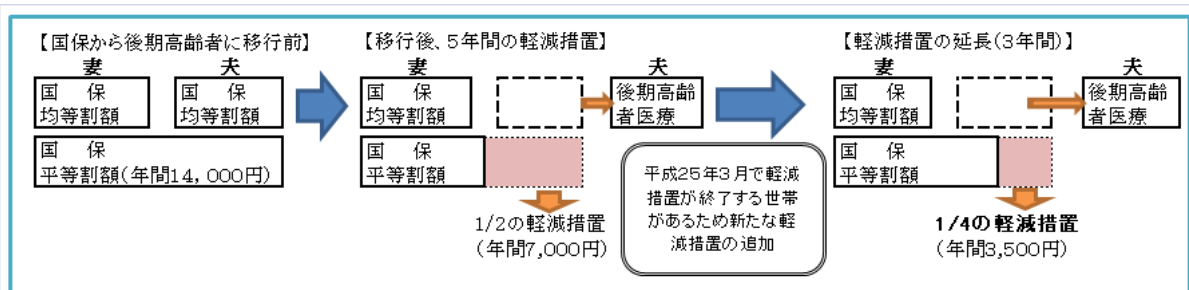 【国保から後期高齢者に移行前】
妻
夫
国　保
均等割額
国　保
均等割額
国　保
平等割額(年間14,000円)
【移行後、5年間の軽減措置】
妻
夫
国　保
均等割額
後期高齢
者医療
国　保
平等割額
1/2の軽減措置
(年間7,000円)
平成25年3月で軽減
措置が終了する世帯
があるため新たな軽
減措置の追加
【軽減措置の延長(3年間)】
妻
夫
国　保
均等割額
後期高齢
者医療
国　保
平等割額
1/4の軽減措置
(年間3,500円)